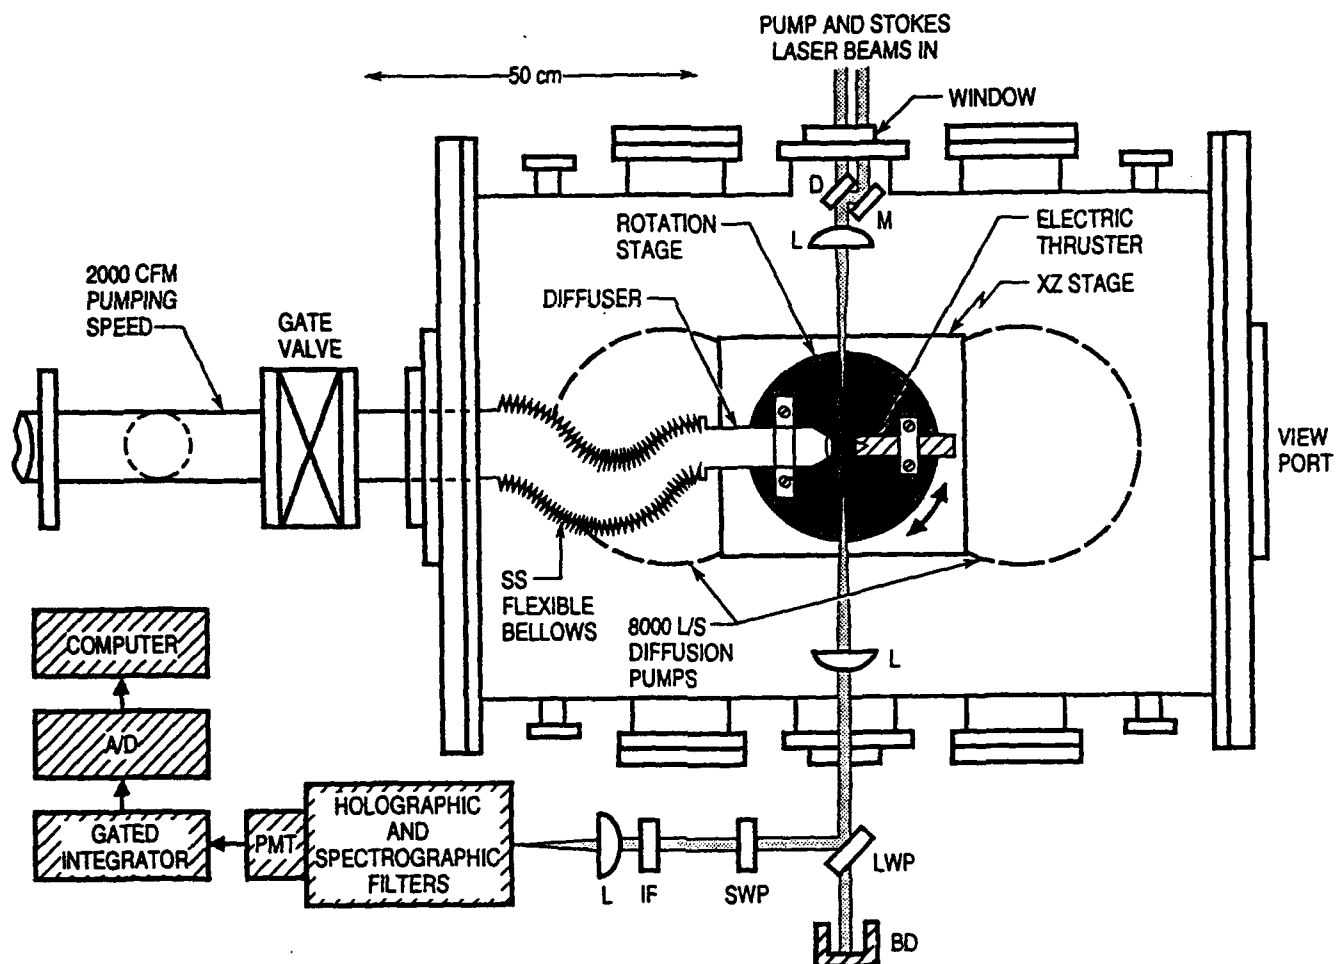 PUMP AND STOKES
LASER BEAMS IN
50 cm
WINDOW
D
M
L
ROTATION
STAGE
ELECTRIC
THRUSTER
XZ STAGE
2000 CFM
PUMPING
SPEED
GATE
VALVE
DIFFUSER
VIEW
PORT
SS
FLEXIBLE
BELLOWS
8000 L/S
DIFFUSION
PUMPS
L
COMPUTER
A/D
GATED
INTEGRATOR
PMT
HOLOGRAPHIC
AND
SPECTROGRAPHIC
FILTERS
L
IF
SWP
LWP
BD